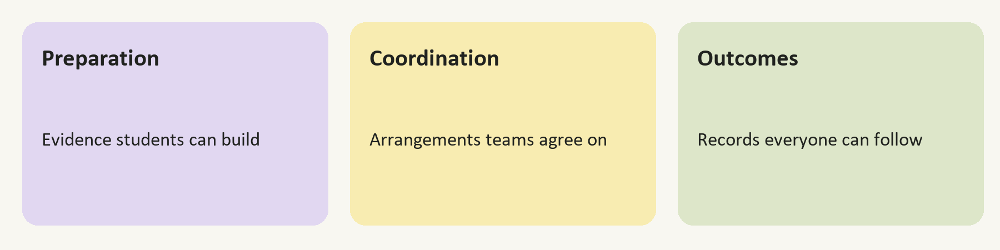 Preparation
Evidence students can build
Coordination
Arrangements teams agree on
Outcomes
Records everyone can follow